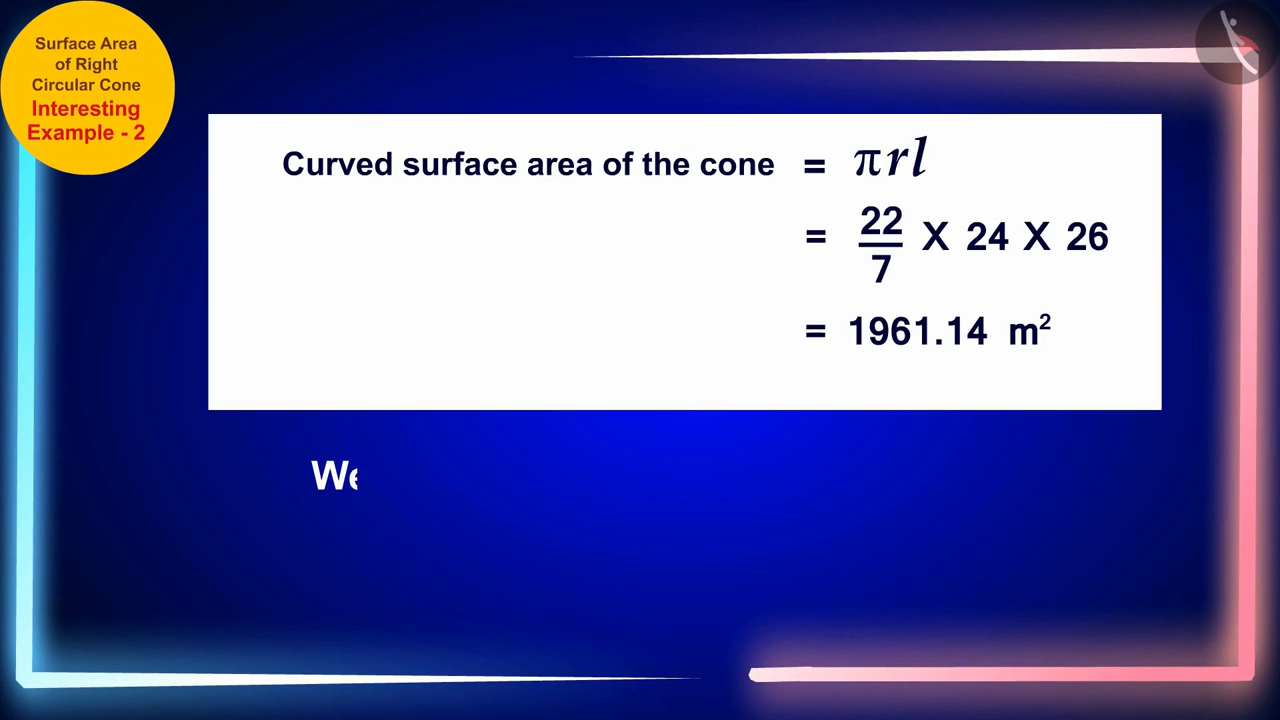 Surface Area
of Right
Circular Cone
Interesting
Example - 2
Curved surface area of the cone = πrl
= 22/7 X 24 X 26
= 1961.14 m²
We